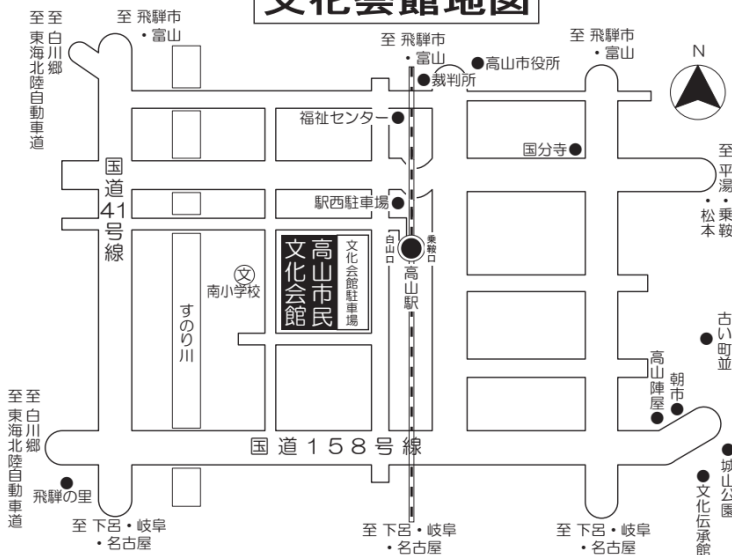 文化会館地図
至 白川郷
至 東海北陸自動車道
至 飛騨市
・富山
至 飛騨市
・富山
高山市役所
裁判所
至 飛騨市
・富山
N
福祉センター
国分寺
国道41号線
至 平湯・乗鞍
・松本
駅西駐車場
白山口
乗鞍口
高山駅
高山市民
文化会館
文化会館駐車場
文
南小学校
すのり川
古い町並
朝市
高山陣屋
至 白川郷
至 東海北陸自動車道
国道158号線
飛騨の里
城山公園
文化伝承館
至 下呂・岐阜
・名古屋
至 下呂・岐阜
・名古屋
至 下呂・岐阜
・名古屋